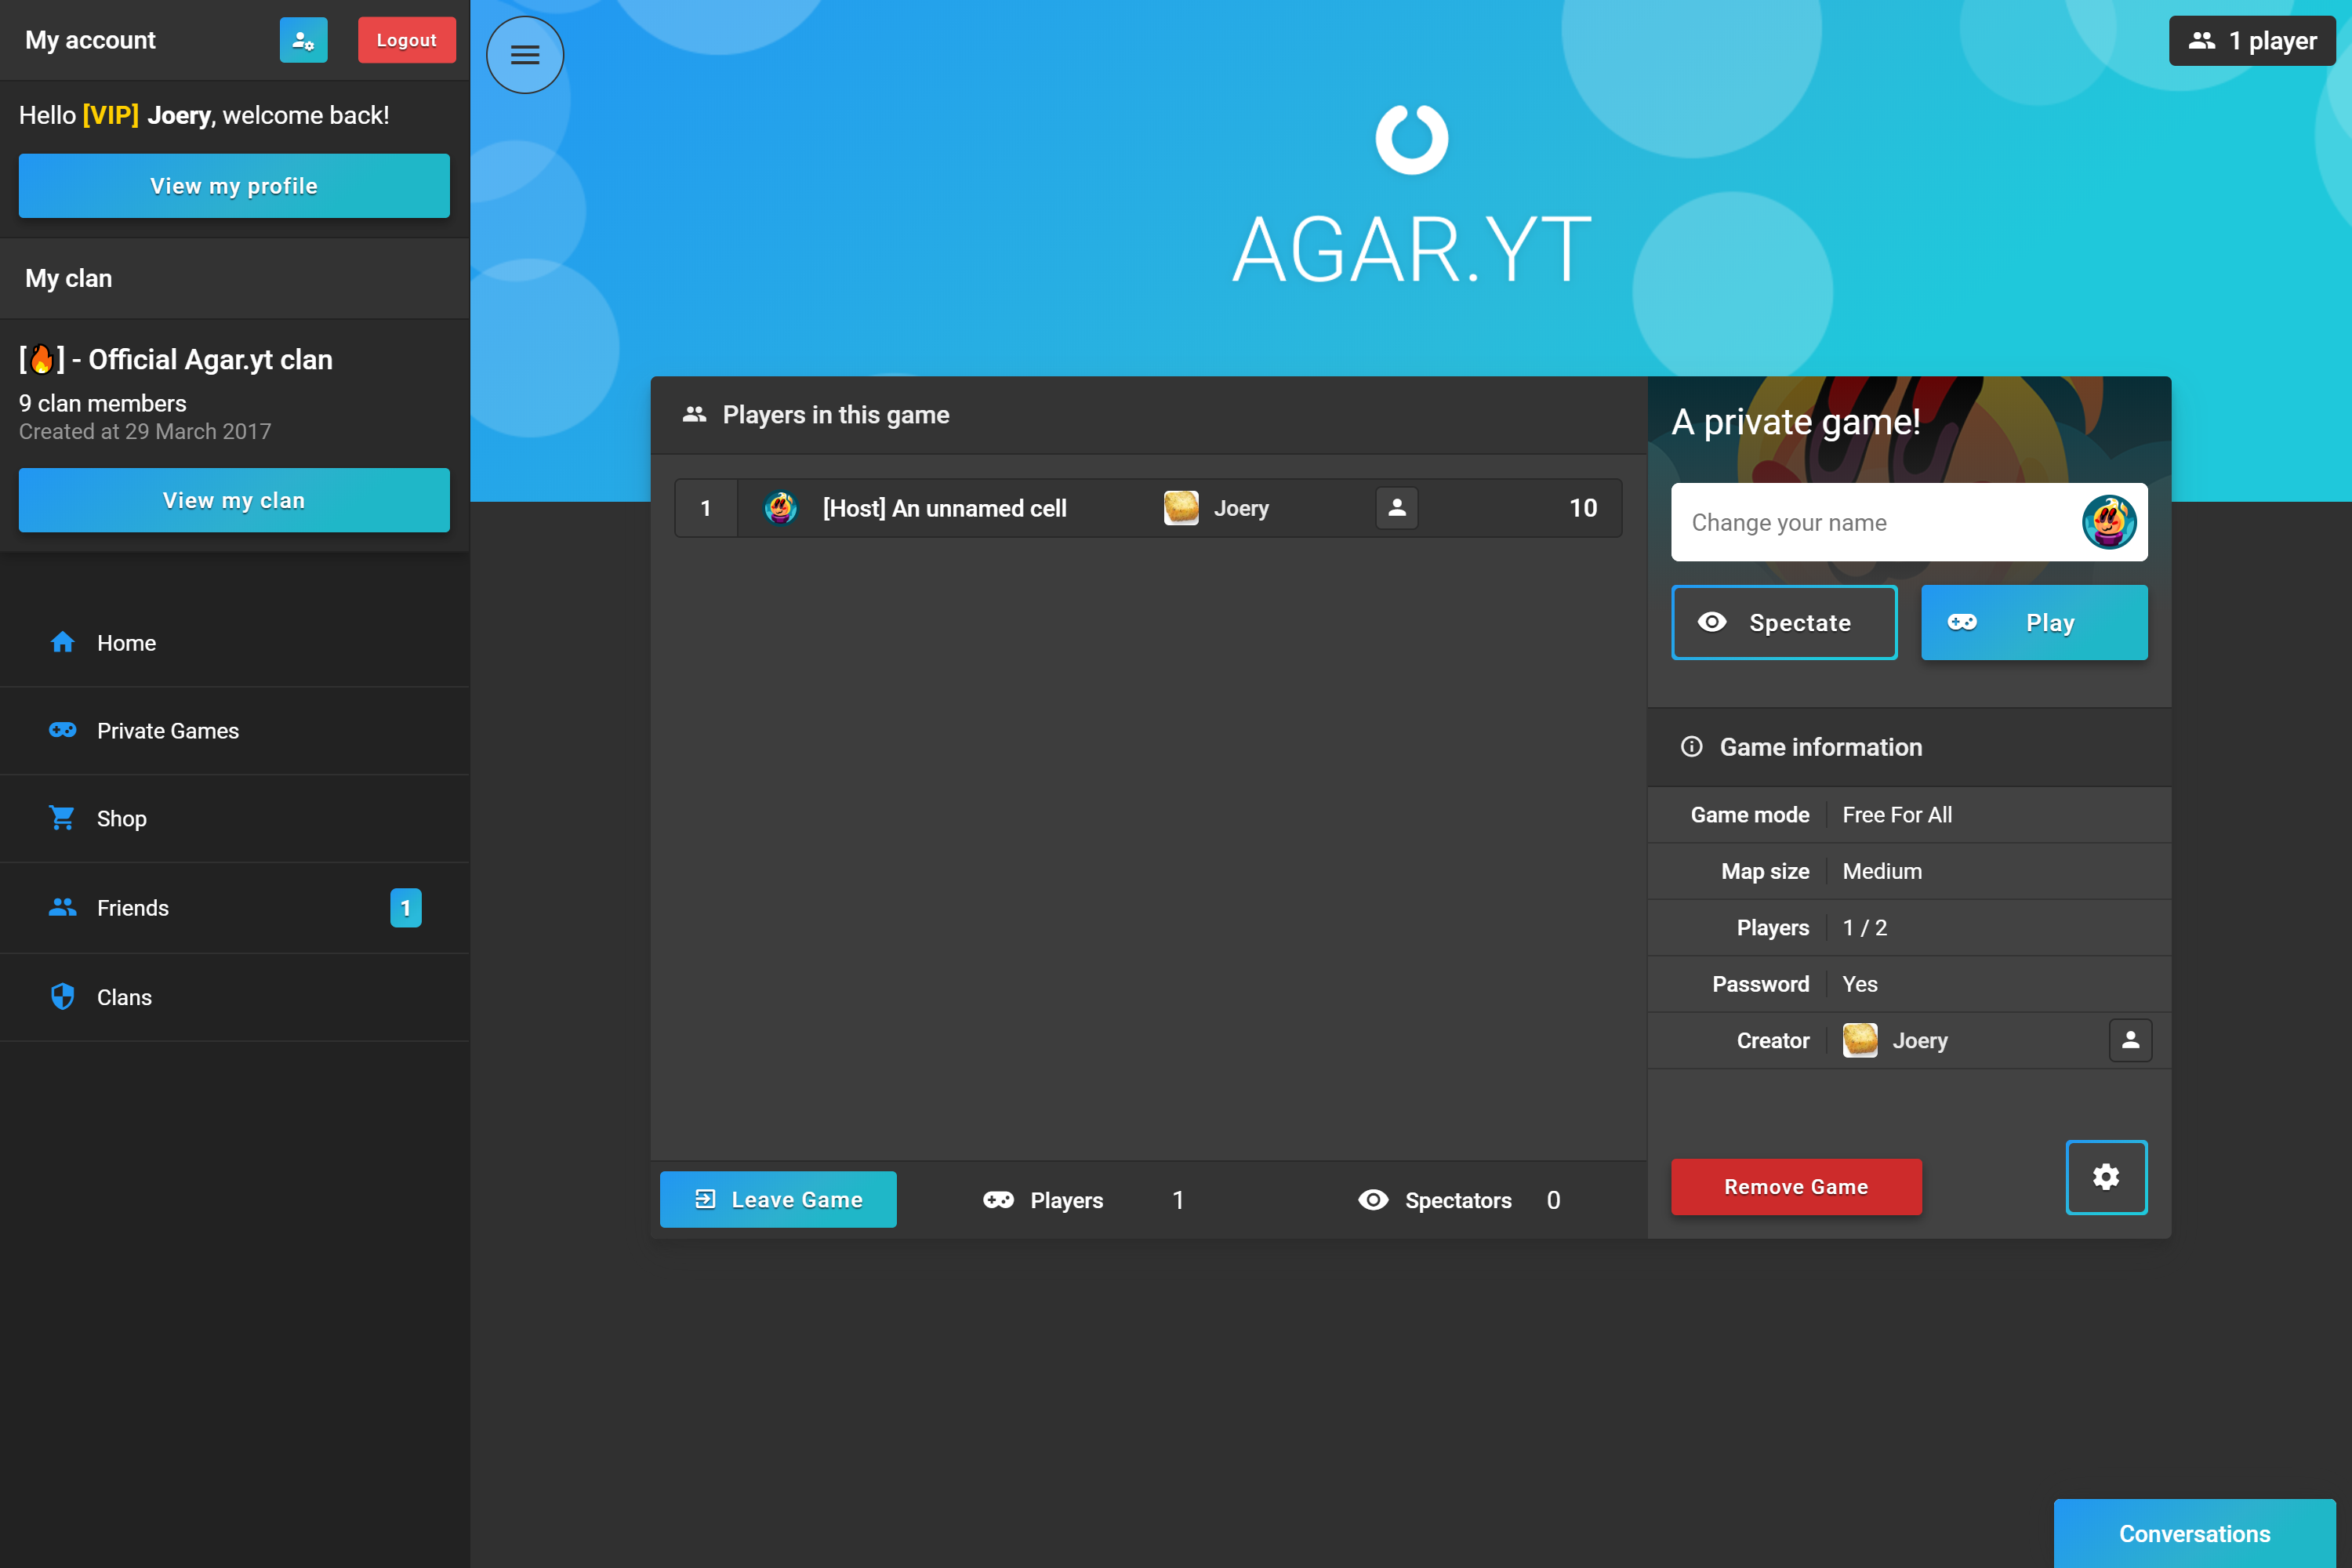 My account
Logout
Hello [VIP] Joery, welcome back!
View my profile
My clan
[🔥] - Official Agar.yt clan
9 clan members
Created at 29 March 2017
View my clan
Home
Private Games
Shop
Friends 1
Clans
1 player
AGAR.YT
Players in this game
1 [Host] An unnamed cell Joery 10
Leave Game Players 1 Spectators 0
A private game!
Change your name
Spectate Play
Game information
Game mode Free For All
Map size Medium
Players 1 / 2
Password Yes
Creator Joery
Remove Game
Conversations